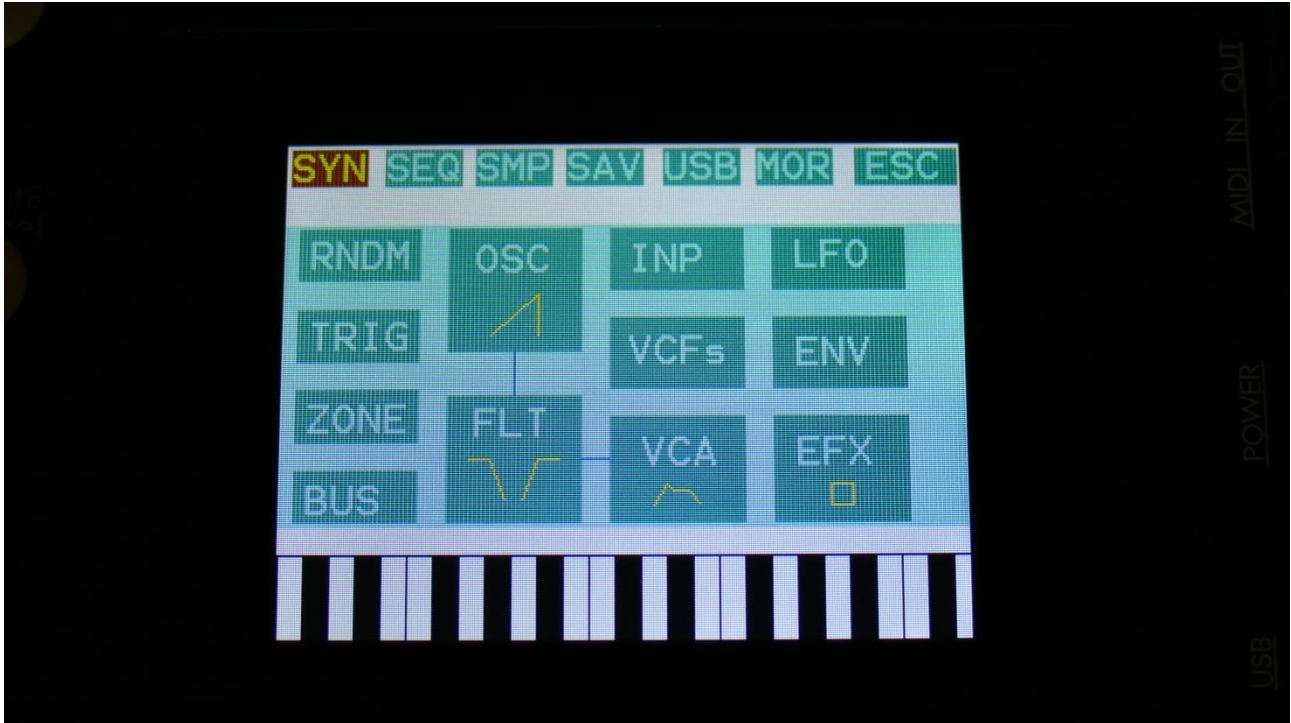 SYN SEQ SMP SAV USB MOR ESC
RNDM OSC INP LFO
TRIG VCFs ENV
ZONE FLT VCA EFX
BUS
MIDI IN OUT
POWER
USB